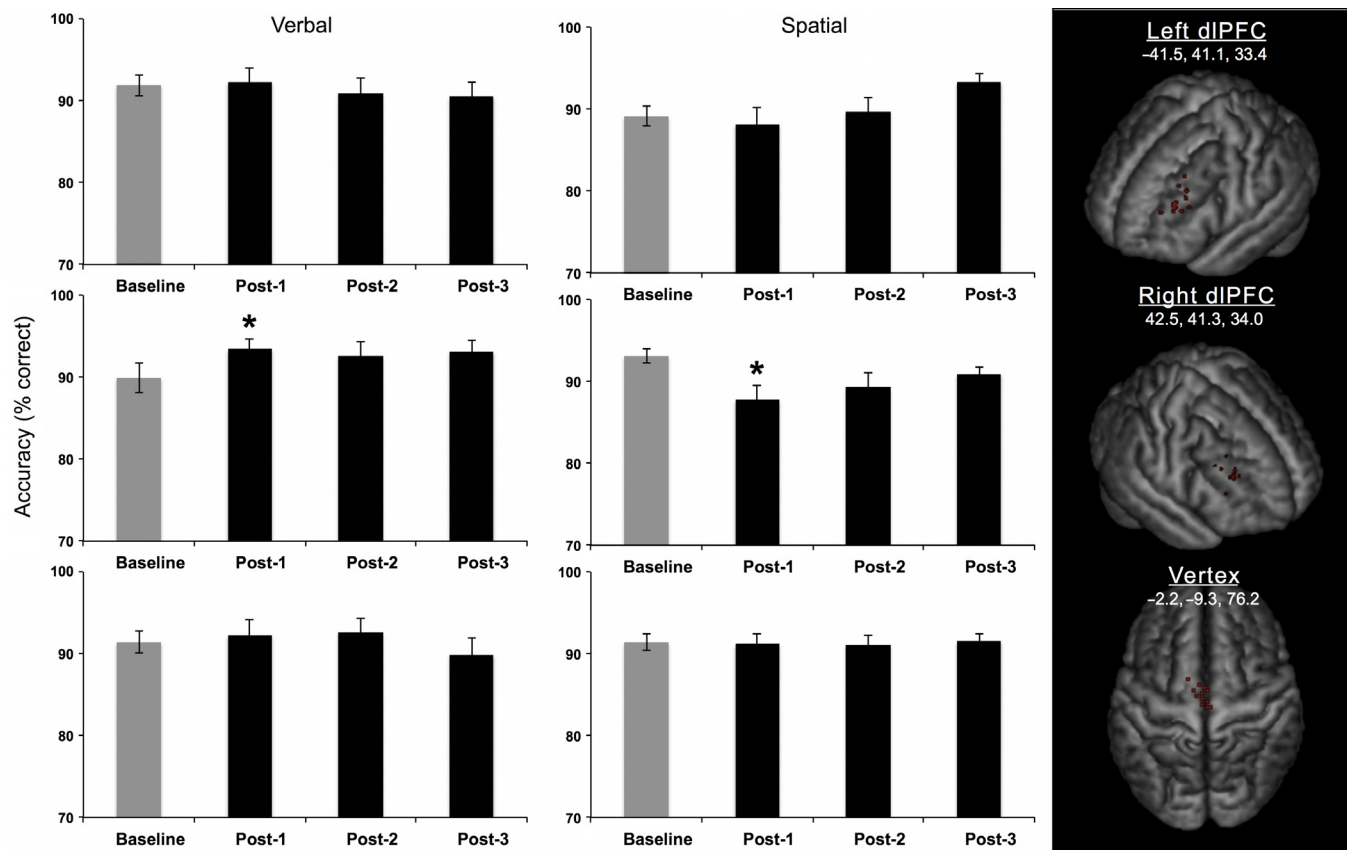 Verbal
Spatial
Left dlPFC
−41.5, 41.1, 33.4
100
90
80
70
Baseline Post-1 Post-2 Post-3
100
90
80
70
Baseline Post-1 Post-2 Post-3
Accuracy (% correct)
100
90
80
70
*
Baseline Post-1 Post-2 Post-3
100
90
80
70
*
Baseline Post-1 Post-2 Post-3
Right dlPFC
42.5, 41.3, 34.0
100
90
80
70
Baseline Post-1 Post-2 Post-3
100
90
80
70
Baseline Post-1 Post-2 Post-3
Vertex
−2.2, −9.3, 76.2